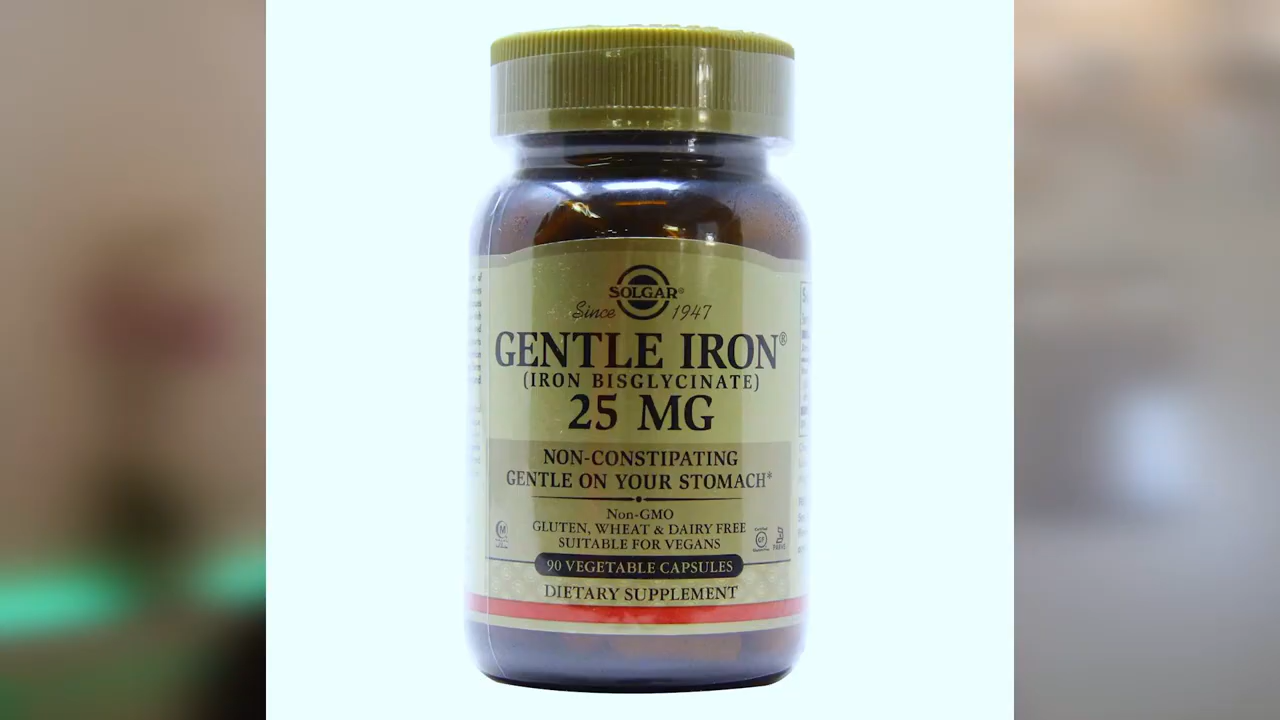 SOLGAR®
Since 1947
GENTLE IRON®
(IRON BISGLYCINATE)
25 MG
NON-CONSTIPATING
GENTLE ON YOUR STOMACH*
Non-GMO
GLUTEN, WHEAT & DAIRY FREE
SUITABLE FOR VEGANS
90 VEGETABLE CAPSULES
DIETARY SUPPLEMENT